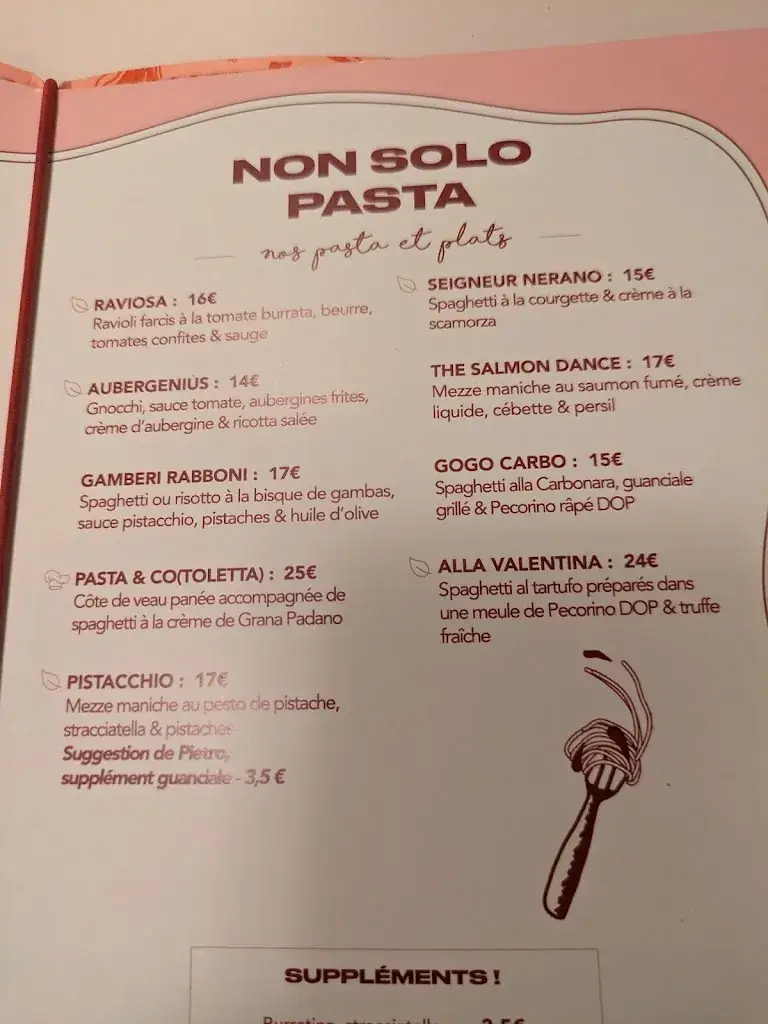 NON SOLO
PASTA
nos pasta et plats
RAVIOSA : 16€
Ravioli farcis à la tomate burrata, beurre,
tomates confites & sauge
AUBERGENIUS : 14€
Gnocchi, sauce tomate, aubergines frites,
crème d'aubergine & ricotta salée
GAMBERI RABBONI : 17€
Spaghetti ou risotto à la bisque de gambas,
sauce pistacchio, pistaches & huile d'olive
PASTA & CO(TOLETTA) : 25€
Côte de veau panée accompagnée de
spaghetti à la crème de Grana Padano
PISTACCHIO : 17€
Mezze maniche au pesto de pistache,
stracciatella & pistaches
Suggestion de Pietro,
supplément guanciale - 3,5 €
SEIGNEUR NERANO : 15€
Spaghetti à la courgette & crème à la
scamorza
THE SALMON DANCE : 17€
Mezze maniche au saumon fumé, crème
liquide, cébette & persil
GOGO CARBO : 15€
Spaghetti alla Carbonara, guanciale
grillé & Pecorino râpé DOP
ALLA VALENTINA : 24€
Spaghetti al tartufo préparés dans
une meule de Pecorino DOP & truffe
fraîche
SUPPLÉMENTS !